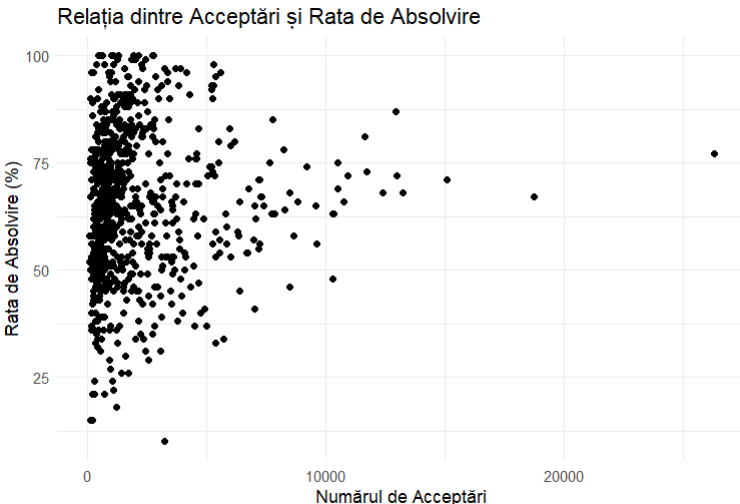 Relația dintre Acceptări și Rata de Absolvire
100
75
50
25
Rata de Absolvire (%)
0 10000 20000
Numărul de Acceptări